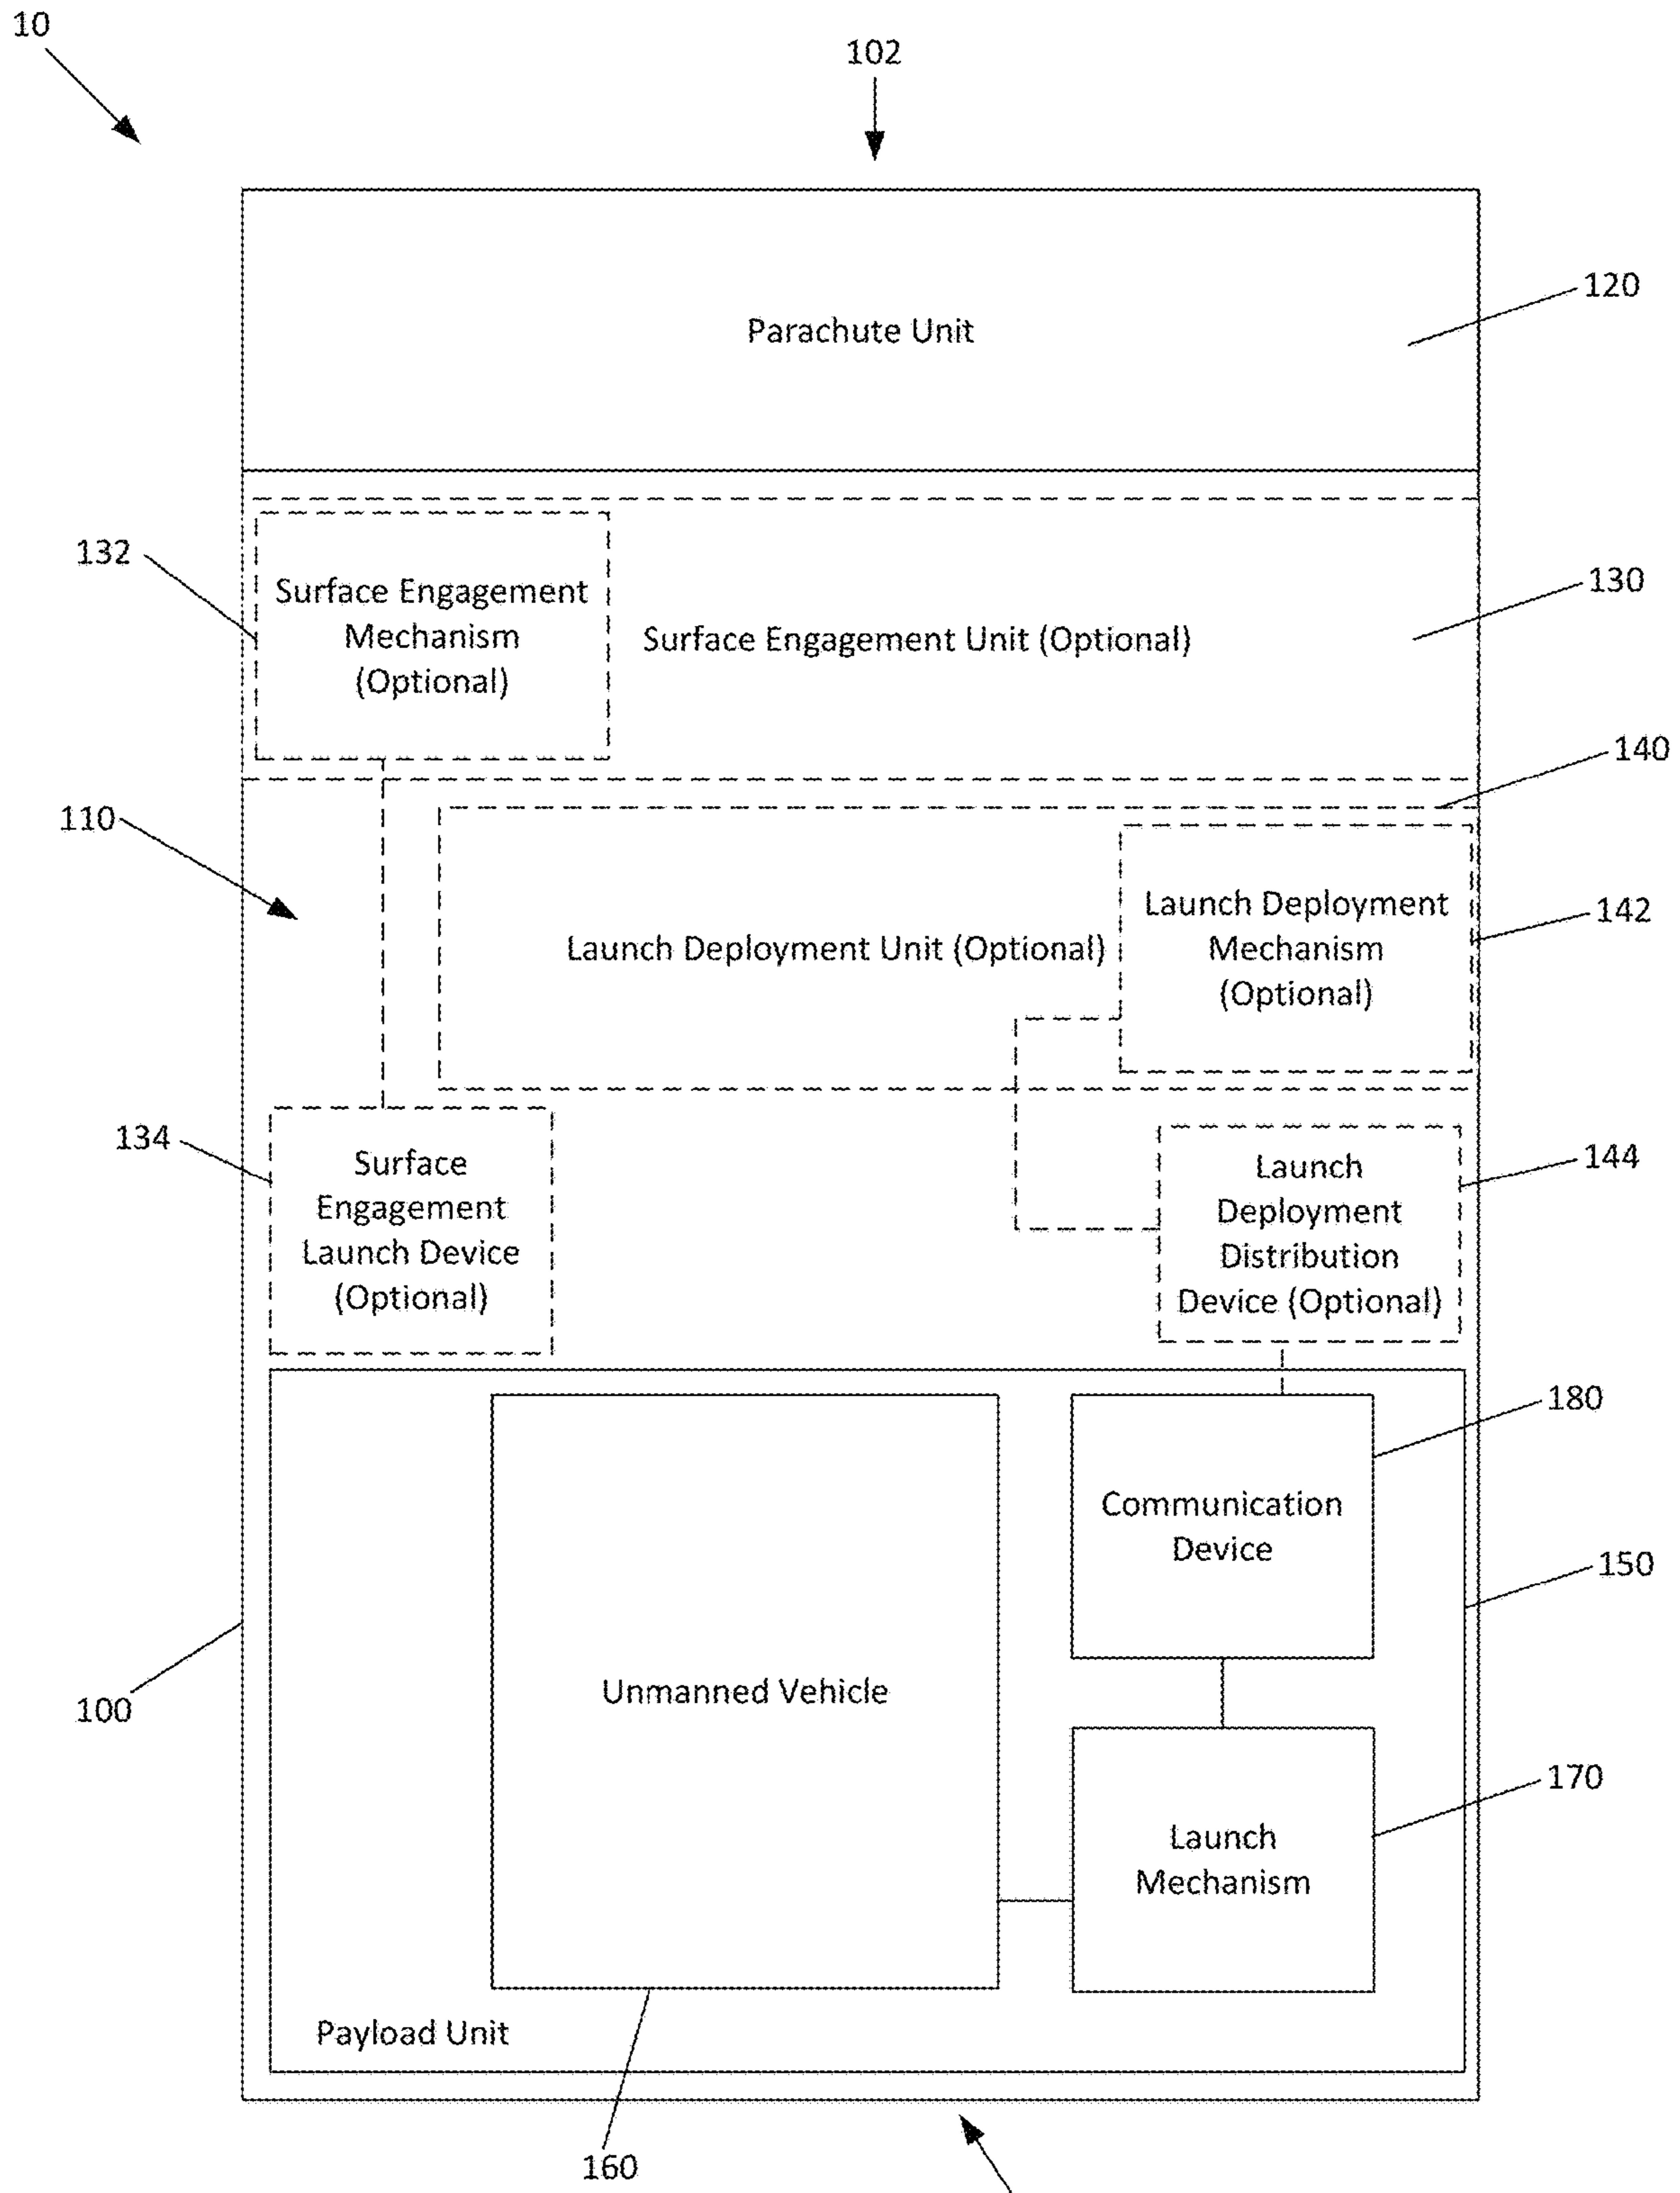 10
102
120
Parachute Unit
132
Surface Engagement
Mechanism
(Optional)
Surface Engagement Unit (Optional)
130
140
110
Launch Deployment Unit (Optional)
Launch Deployment
Mechanism
(Optional)
142
134
Surface
Engagement
Launch Device
(Optional)
Launch
Deployment
Distribution
Device (Optional)
144
180
Communication
Device
150
Unmanned Vehicle
100
170
Launch
Mechanism
Payload Unit
160